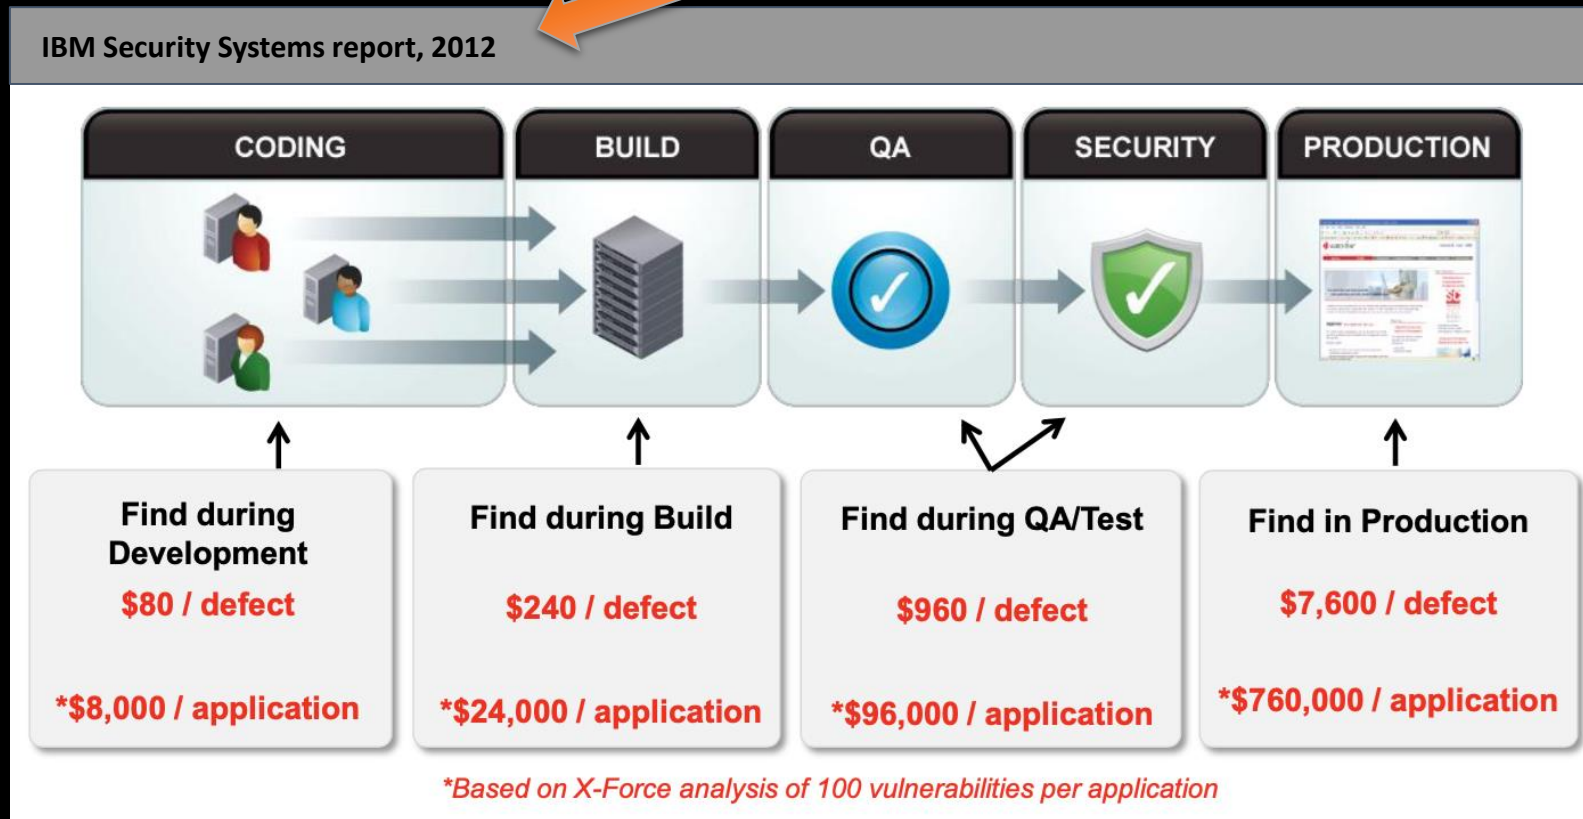 IBM Security Systems report, 2012
CODING
BUILD
QA
SECURITY
PRODUCTION
Find during
Development
$80 / defect
*$8,000 / application
Find during Build
$240 / defect
*$24,000 / application
Find during QA/Test
$960 / defect
*$96,000 / application
Find in Production
$7,600 / defect
*$760,000 / application
*Based on X-Force analysis of 100 vulnerabilities per application